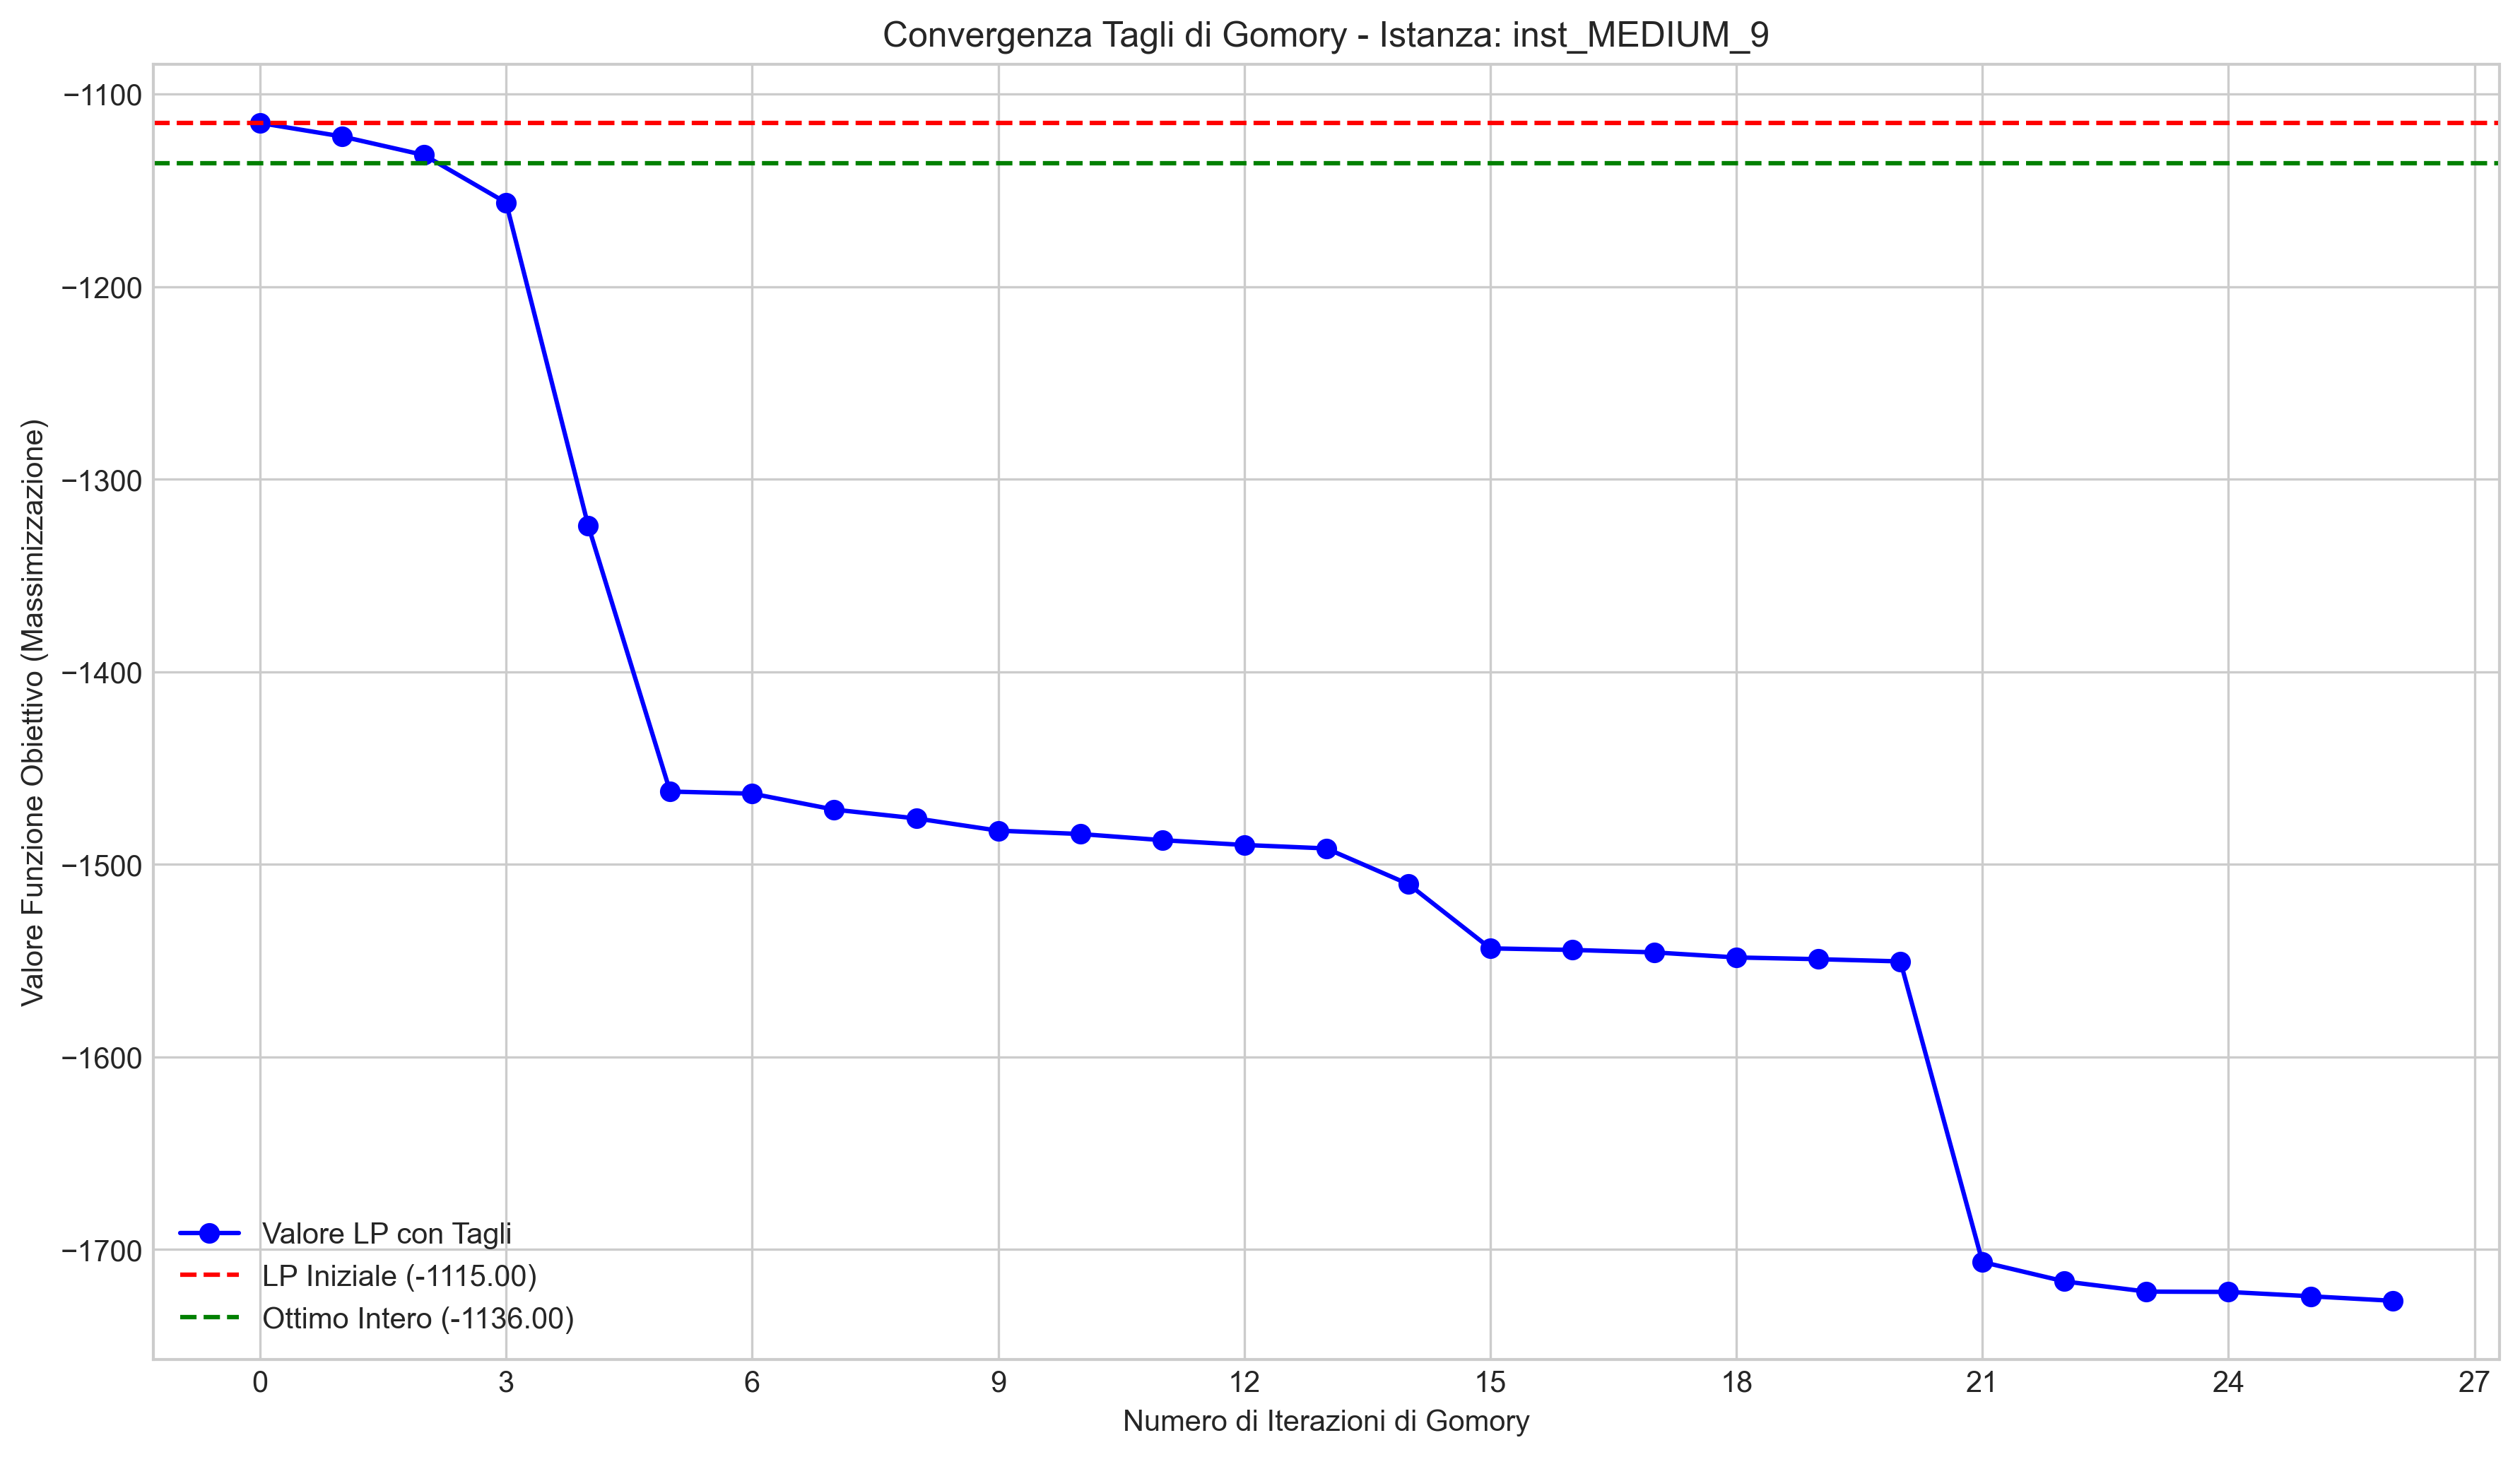 Convergenza Tagli di Gomory - Istanza: inst_MEDIUM_9
Valore Funzione Obiettivo (Massimizzazione)
−1100
−1200
−1300
−1400
−1500
−1600
−1700
Valore LP con Tagli
LP Iniziale (-1115.00)
Ottimo Intero (-1136.00)
0 3 6 9 12 15 18 21 24 27
Numero di Iterazioni di Gomory